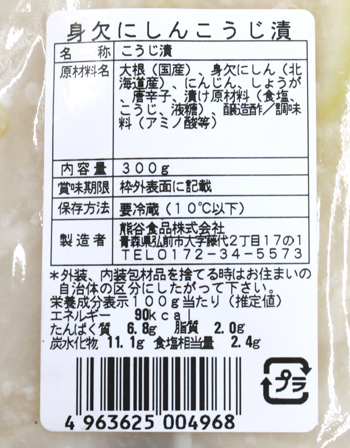 身欠にしんこうじ漬
名 称 こうじ漬
原材料名 大根（国産）、身欠にしん（北
海道産）、にんじん、しょうが
、唐辛子、漬け原材料（食塩、
こうじ、液糖）、醸造酢／調味
料（アミノ酸等）
内容量 300g
賞味期限 枠外表面に記載
保存方法 要冷蔵（10℃以下）
製造者 熊谷食品株式会社
青森県弘前市大字藤代2丁目17の1
TEL0172-34-5573
＊外装、内装包材品を捨てる時はお住まいの
自治体の区分にしたがって下さい。
栄養成分表示100g当たり（推定値）
エネルギー 90kcal
たんぱく質 6.8g 脂質 2.0g
炭水化物 11.1g 食塩相当量 2.4g
プラ
4 963625 004968